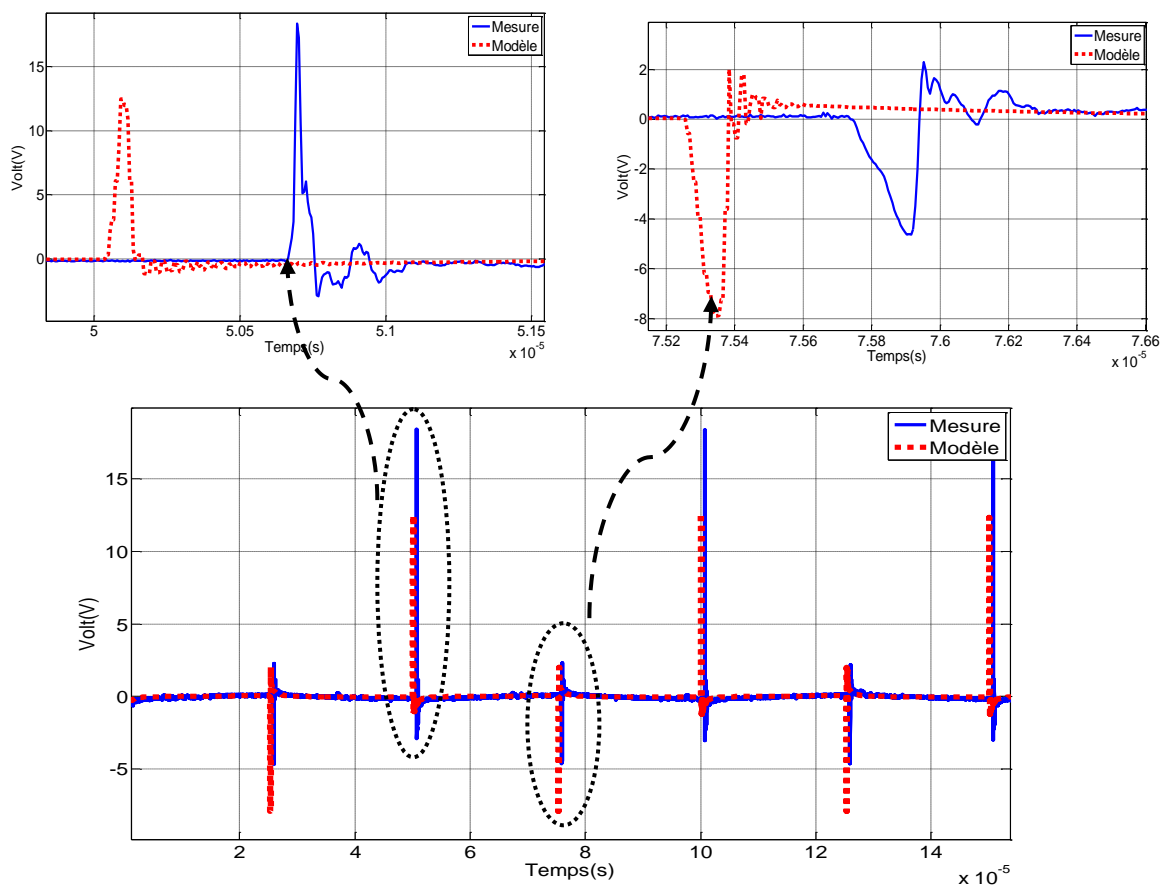 Mesure
Modèle
15
10
5
0
Volt(V)
5
5.05
5.1
5.15
Temps(s)
x 10⁻⁵
Mesure
Modèle
2
0
-2
-4
-6
-8
Volt(V)
7.52
7.54
7.56
7.58
7.6
7.62
7.64
7.66
Temps(s)
x 10⁻⁵
Mesure
Modèle
15
10
5
0
-5
Volt(V)
2
4
6
8
10
12
14
Temps(s)
x 10⁻⁵